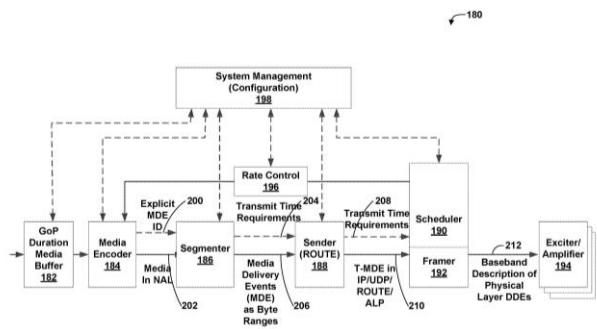 180
System Management
(Configuration)
198
Rate Control
196
Explicit
MDE
ID
200
Transmit Time
Requirements
204
Transmit Time
Requirements
208
GoP
Duration
Media
Buffer
182
Media
Encoder
184
Segmenter
186
Sender
(ROUTE)
188
Scheduler
190
Framer
192
Exciter/
Amplifier
194
Media
In NAL
202
Media
Delivery
Events
(MDE)
as Byte
Ranges
206
T-MDE in
IP/UDP/
ROUTE/
ALP
210
212
Baseband
Description of
Physical
Layer DDEs